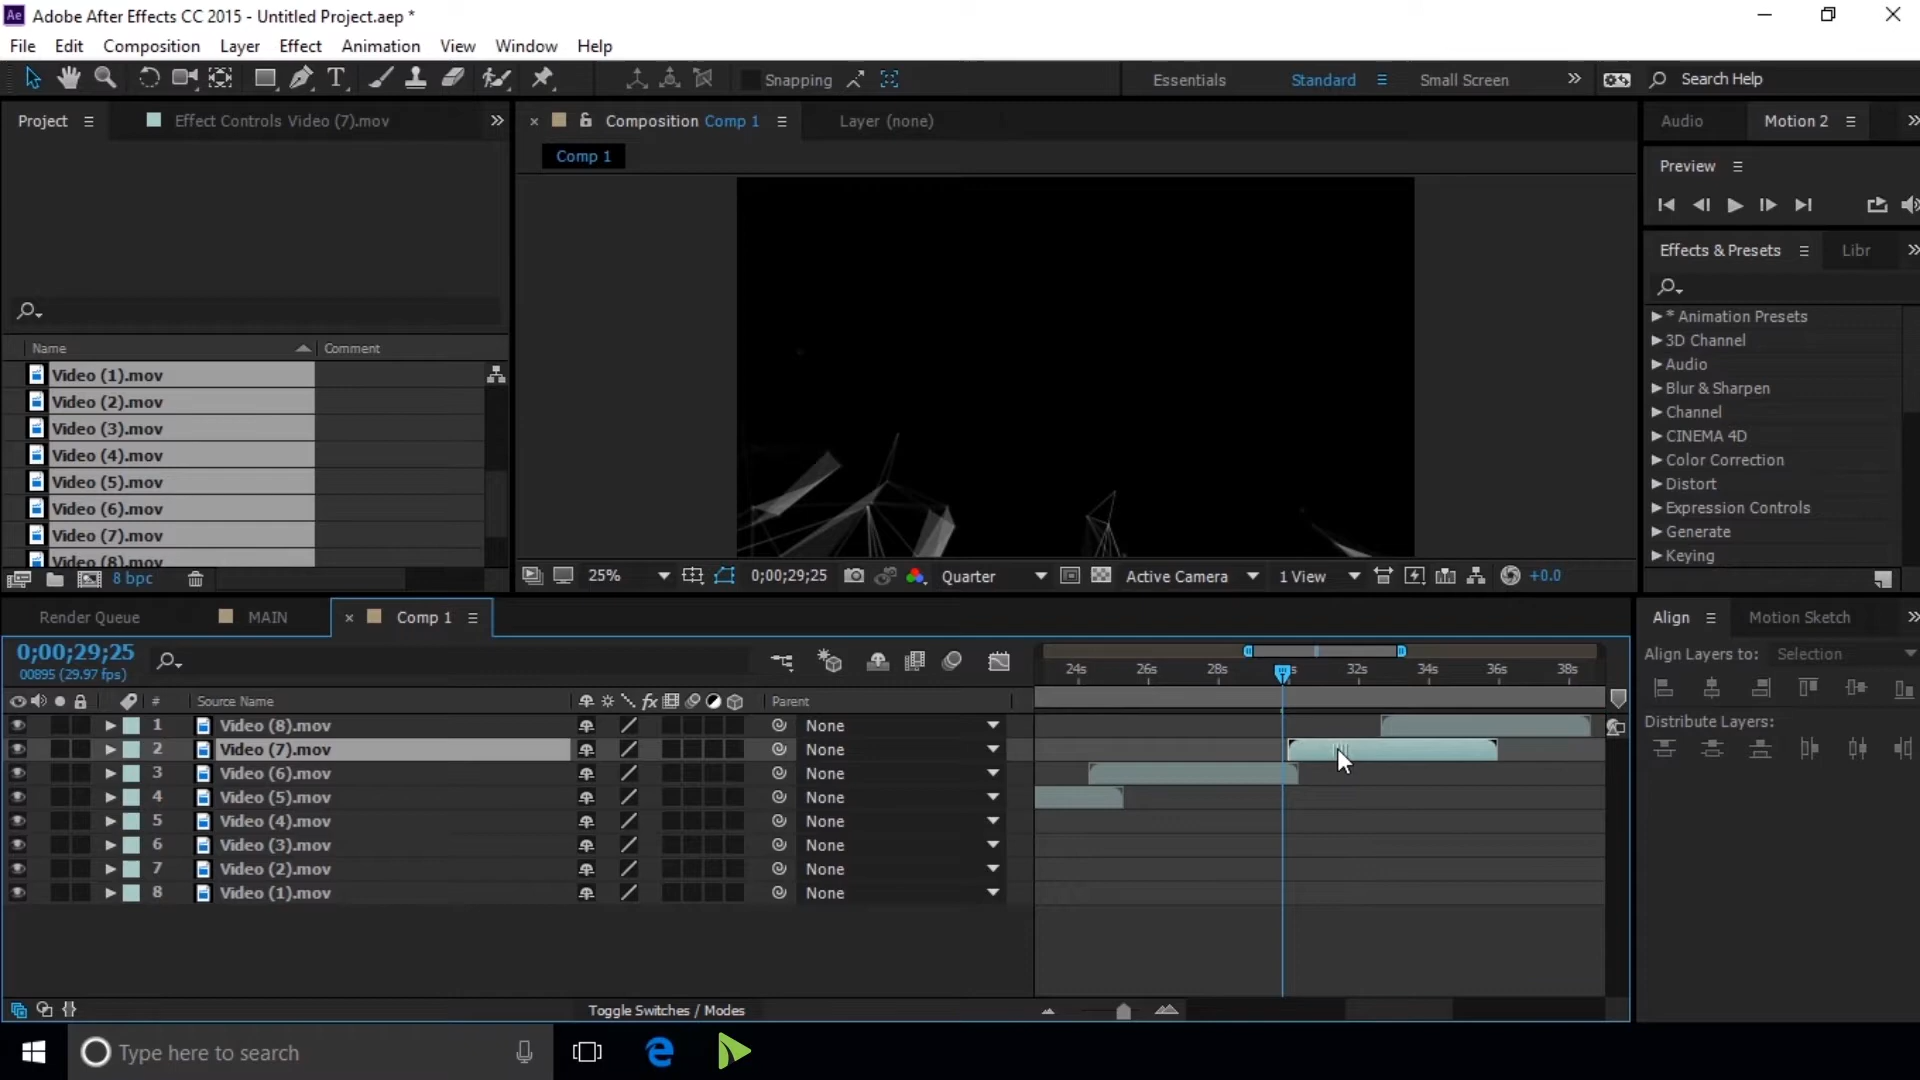 Ae Adobe After Effects CC 2015 - Untitled Project.aep *
File Edit Composition Layer Effect Animation View Window Help
Snapping Essentials Standard Small Screen Search Help
Project Effect Controls Video (7).mov
Composition Comp 1 Layer (none)
Comp 1
Audio Motion 2
Preview
Effects & Presets Libr
* Animation Presets
3D Channel
Audio
Blur & Sharpen
Channel
CINEMA 4D
Color Correction
Distort
Expression Controls
Generate
Keying
Name Comment
Video (1).mov
Video (2).mov
Video (3).mov
Video (4).mov
Video (5).mov
Video (6).mov
Video (7).mov
Video (8).mov
8 bpc
25% 0;00;29;25 Quarter Active Camera 1 View +0.0
Render Queue MAIN Comp 1
0;00;29;25
00895 (29.97 fps)
24s 26s 28s 32s 34s 36s 38s
# Source Name fx Parent
1 Video (8).mov None
2 Video (7).mov None
3 Video (6).mov None
4 Video (5).mov None
5 Video (4).mov None
6 Video (3).mov None
7 Video (2).mov None
8 Video (1).mov None
Toggle Switches / Modes
Align Motion Sketch
Align Layers to: Selection
Distribute Layers:
Type here to search